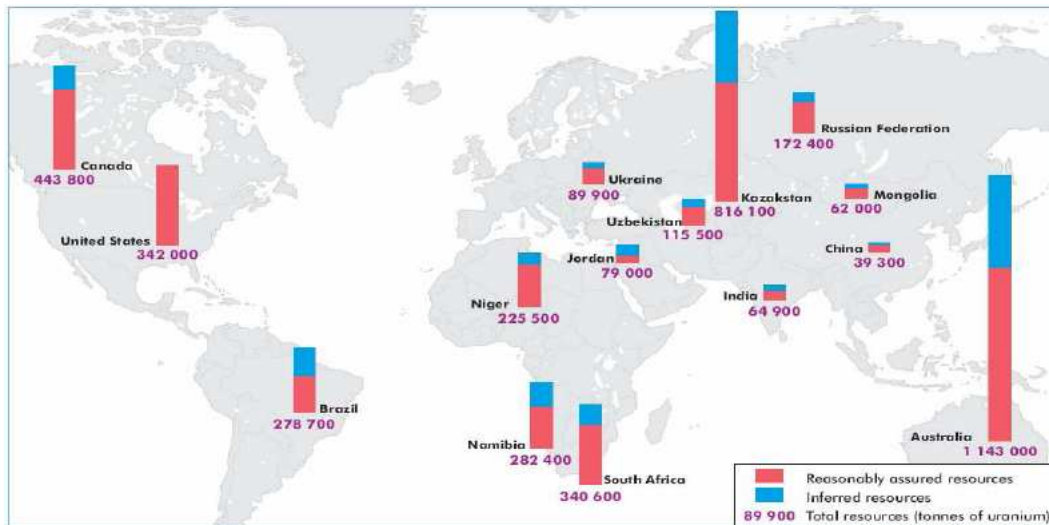 Canada
443 800
United States
342 000
Brazil
278 700
Niger
225 500
Namibia
282 400
South Africa
340 600
Ukraine
89 900
Uzbekistan
115 500
Jordan
79 000
Kazakstan
816 100
Russian Federation
172 400
Mongolia
62 000
China
39 300
India
64 900
Australia
1 143 000
Reasonably assured resources
Inferred resources
89 900 Total resources (tonnes of uranium)